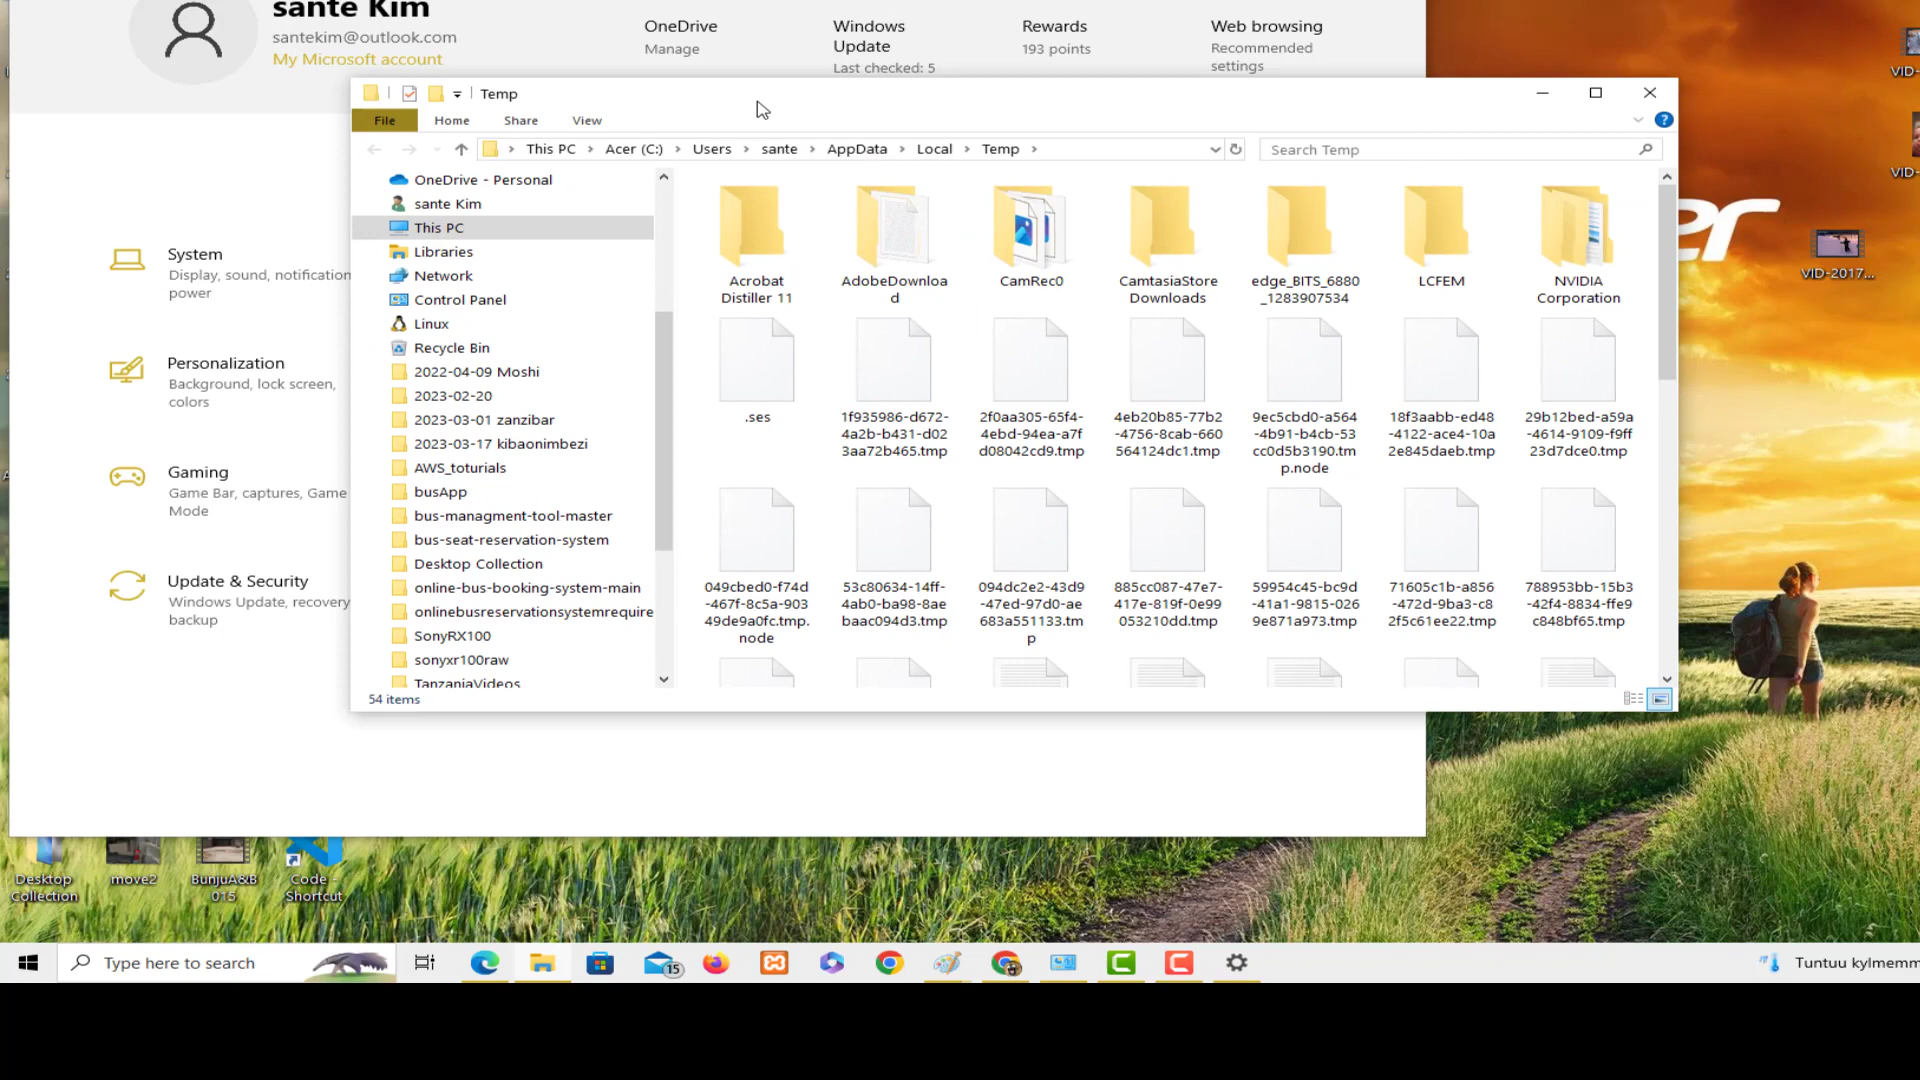 sante Kim
santekim@outlook.com
My Microsoft account
OneDrive
Manage
Windows
Update
Last checked: 5
Rewards
193 points
Web browsing
Recommended
settings
Temp
File
Home
Share
View
This PC
Acer (C:)
Users
sante
AppData
Local
Temp
Search Temp
System
Display, sound, notification
power
Personalization
Background, lock screen,
colors
Gaming
Game Bar, captures, Game
Mode
Update & Security
Windows Update, recovery
backup
OneDrive - Personal
sante Kim
This PC
Libraries
Network
Control Panel
Linux
Recycle Bin
2022-04-09 Moshi
2023-02-20
2023-03-01 zanzibar
2023-03-17 kibaonimbezi
AWS_toturials
busApp
bus-managment-tool-master
bus-seat-reservation-system
Desktop Collection
online-bus-booking-system-main
onlinebusreservationsystemrequire
SonyRX100
sonyxr100raw
TanzaniaVideos
Acrobat
Distiller 11
AdobeDownloa
d
CamRec0
CamtasiaStore
Downloads
edge_BITS_6880
_1283907534
LCFEM
NVIDIA
Corporation
.ses
1f935986-d672-
4a2b-b431-d02
3aa72b465.tmp
2f0aa305-65f4-
4ebd-94ea-a7f
d08042cd9.tmp
4eb20b85-77b2
-4756-8cab-660
564124dc1.tmp
9ec5cbd0-a564
-4b91-b4cb-53
cc0d5b3190.tm
p.node
18f3aabb-ed48
-4122-ace4-10a
2e845daeb.tmp
29b12bed-a59a
-4614-9109-f9ff
23d7dce0.tmp
049cbed0-f74d
-467f-8c5a-903
49de9a0fc.tmp.
node
53c80634-14ff-
4ab0-ba98-8ae
baac094d3.tmp
094dc2e2-43d9
-47ed-97d0-ae
683a551133.tm
p
885cc087-47e7-
417e-819f-0e99
053210dd.tmp
59954c45-bc9d
-41a1-9815-026
9e871a973.tmp
71605c1b-a856
-472d-9ba3-c8
2f5c61ee22.tmp
788953bb-15b3
-42f4-8834-ffe9
c848bf65.tmp
54 items
er
VID-
VID-
VID-2017...
Desktop
Collection
move2
BunjuA&B
015
Code -
Shortcut
Type here to search
15
Tuntuu kylmemm